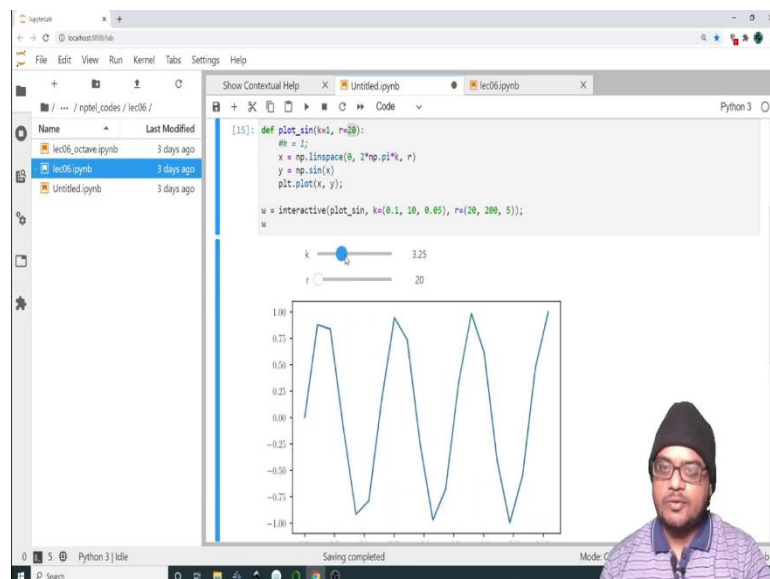 JupyterLab
localhost:8888/lab
File Edit View Run Kernel Tabs Settings Help
Show Contextual Help
Untitled.ipynb
lec06.ipynb
/ ... / nptel_codes / lec06 /
Code
Python 3
Name
Last Modified
lec06_octave.ipynb 3 days ago
lec06.ipynb 3 days ago
Untitled.ipynb 3 days ago
[15]: def plot_sin(k=1, r=20):
x = np.linspace(0, 2*np.pi*k, r)
y = np.sin(x)
plt.plot(x, y);
w = interactive(plot_sin, k=(0.1, 10, 0.05), r=(20, 200, 5));
w
k 3.25
r 20
1.00
0.75
0.50
0.25
0.00
−0.25
−0.50
−0.75
−1.00
0 5 Python 3 | Idle
Saving completed
Mode:
Search